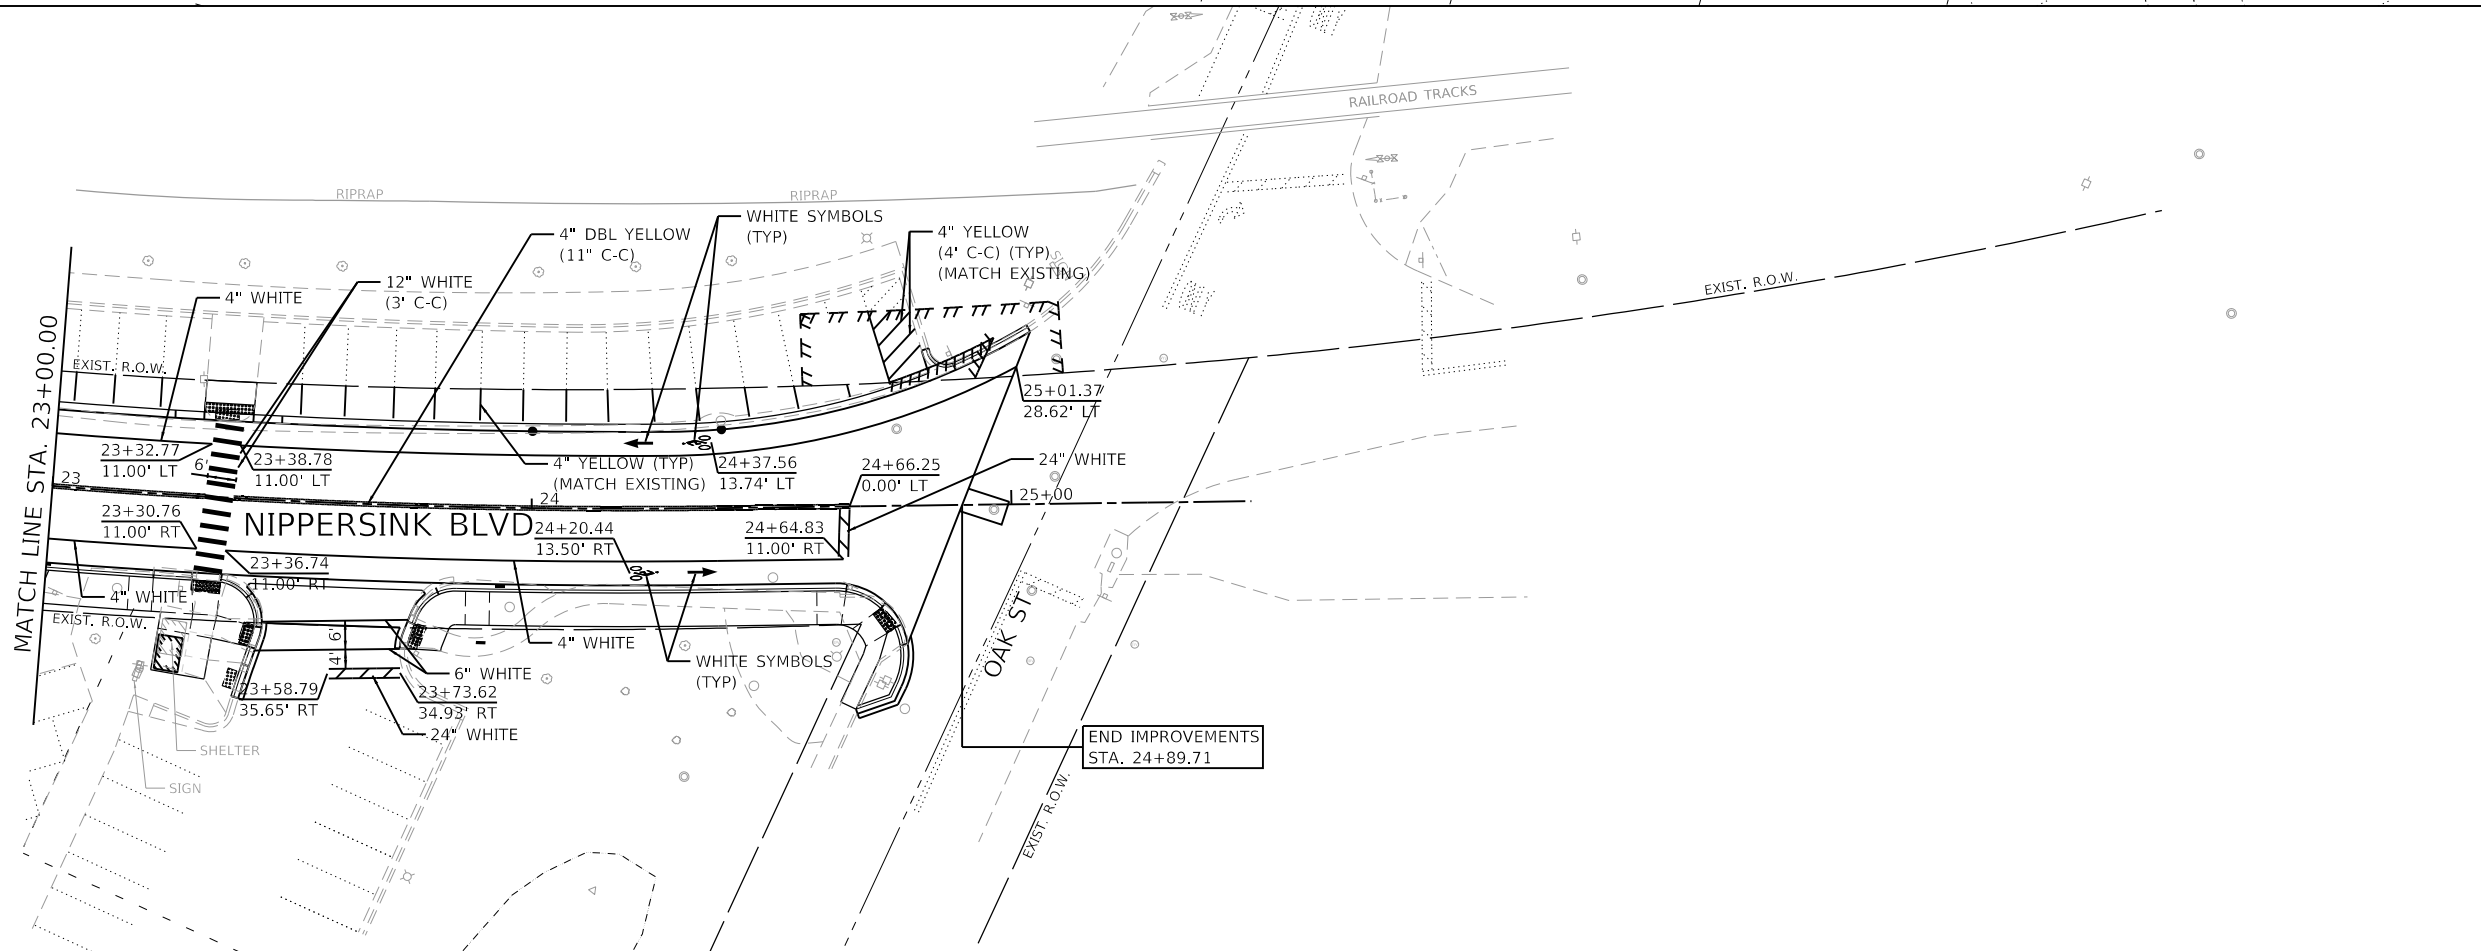 RAILROAD TRACKS
RIPRAP
RIPRAP
WHITE SYMBOLS
(TYP)
4" DBL YELLOW
(11" C-C)
4" YELLOW
(4' C-C) (TYP)
(MATCH EXISTING)
12" WHITE
(3' C-C)
4" WHITE
EXIST. R.O.W.
EXIST. R.O.W.
MATCH LINE STA. 23+00.00
25+01.37
28.62' LT
23+32.77
11.00' LT
6'
23+38.78
11.00' LT
4" YELLOW (TYP)
(MATCH EXISTING)
24+37.56
13.74' LT
24+66.25
0.00' LT
24" WHITE
23
24
25+00
23+30.76
11.00' RT
NIPPERSINK BLVD
24+20.44
13.50' RT
24+64.83
11.00' RT
23+36.74
11.00' RT
4" WHITE
EXIST. R.O.W.
6'
4'
4" WHITE
6" WHITE
WHITE SYMBOLS
(TYP)
OAK ST
23+58.79
35.65' RT
23+73.62
34.93' RT
24" WHITE
SHELTER
SIGN
END IMPROVEMENTS
STA. 24+89.71
EXIST. R.O.W.